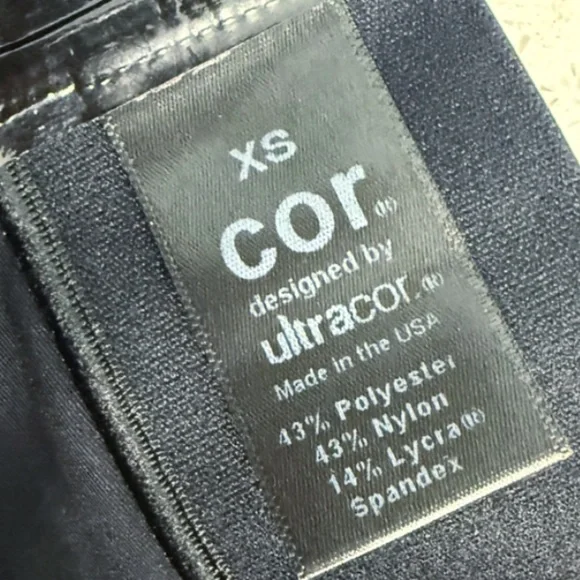 XS
cor®
designed by
ultracor®
Made in the USA
43% Polyester
43% Nylon
14% Lycra®
Spandex